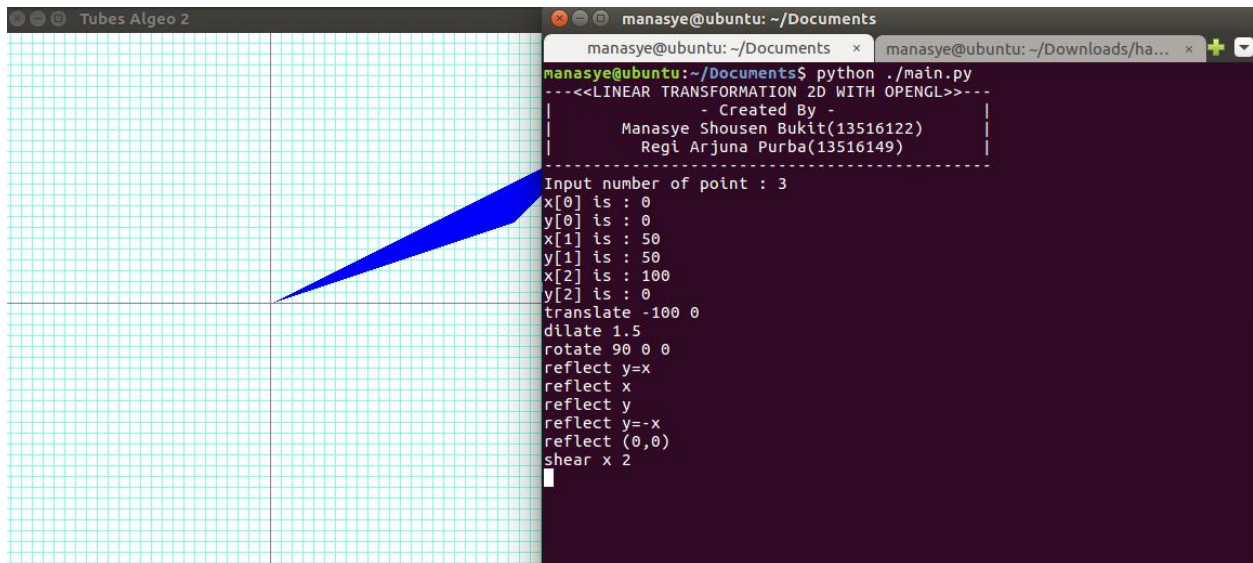 Tubes Algeo 2
manasye@ubuntu: ~/Documents
manasye@ubuntu: ~/Documents ×
manasye@ubuntu: ~/Downloads/ha... ×
manasye@ubuntu:~/Documents$ python ./main.py
---<<LINEAR TRANSFORMATION 2D WITH OPENGL>>---
| - Created By - |
| Manasye Shousen Bukit(13516122) |
| Regi Arjuna Purba(13516149) |
----------------------------------------------
Input number of point : 3
x[0] is : 0
y[0] is : 0
x[1] is : 50
y[1] is : 50
x[2] is : 100
y[2] is : 0
translate -100 0
dilate 1.5
rotate 90 0 0
reflect y=x
reflect x
reflect y
reflect y=-x
reflect (0,0)
shear x 2